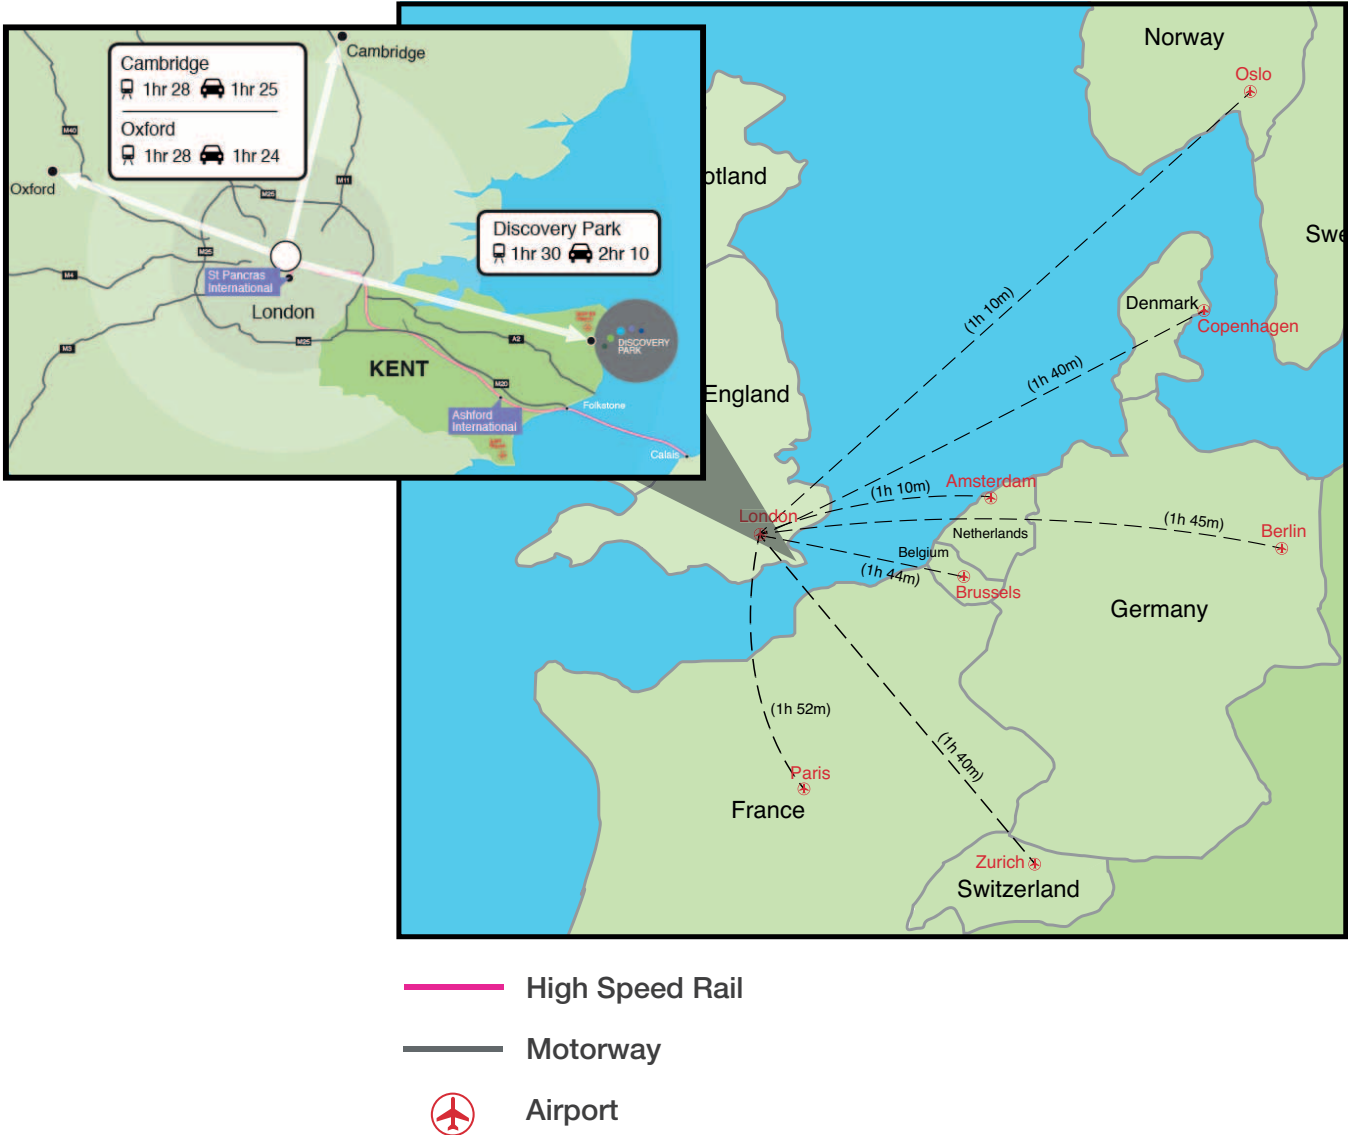 Cambridge
Cambridge
1hr 28 1hr 25
Oxford
1hr 28 1hr 24
M40
Oxford
M11
M25
M25
M4
St Pancras
International
London
M3
M25
Discovery Park
1hr 30 2hr 10
DISCOVERY
PARK
A2
KENT
M20
Ashford
International
Folkstone
Calais
Norway
Oslo
otland
Swe
(1h 10m)
Denmark
Copenhagen
(1h 40m)
England
Amsterdam
(1h 10m)
London
(1h 45m)
Berlin
Netherlands
Belgium
(1h 44m)
Brussels
Germany
(1h 52m)
(1h 40m)
Paris
France
Zurich
Switzerland
High Speed Rail
Motorway
Airport